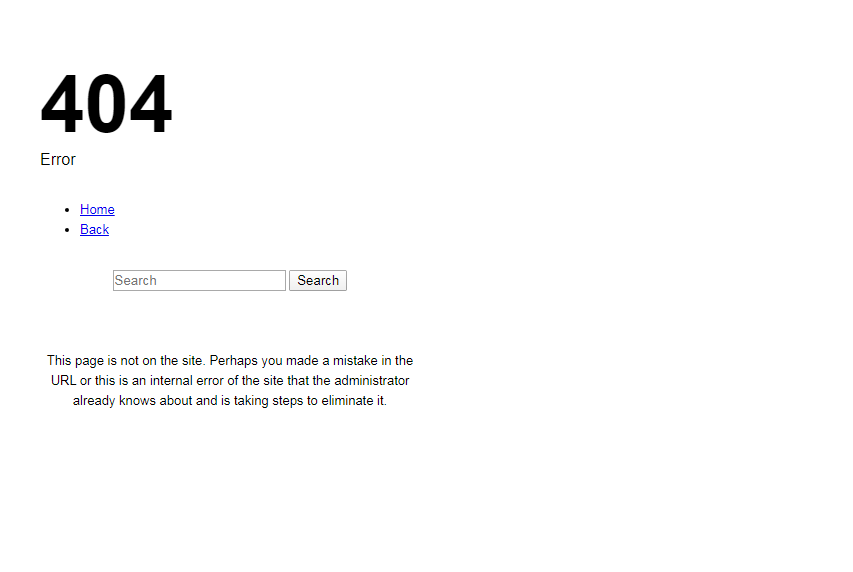 404
Error
Home
Back
Search Search
This page is not on the site. Perhaps you made a mistake in the
URL or this is an internal error of the site that the administrator
already knows about and is taking steps to eliminate it.